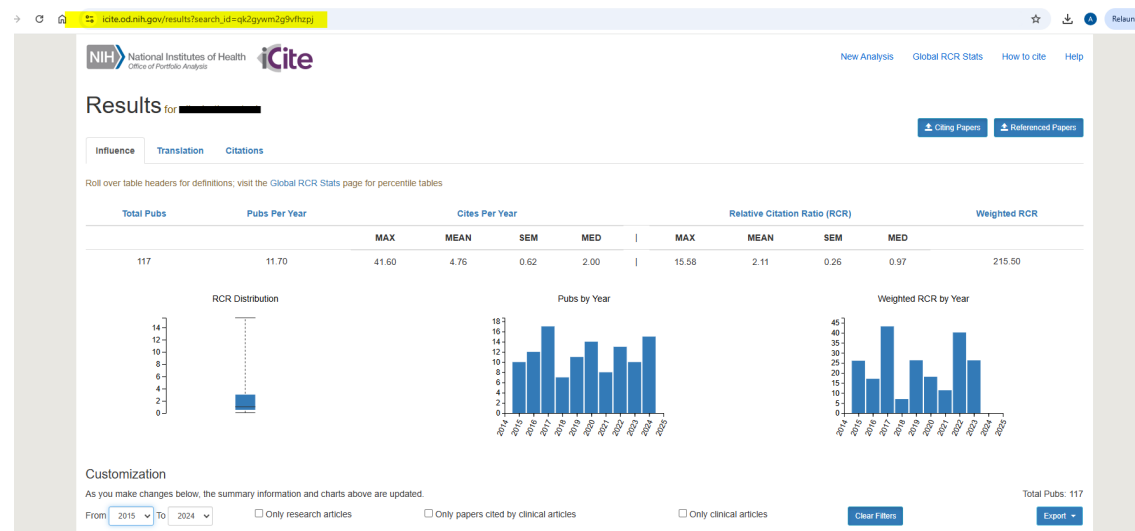 icite.od.nih.gov/results?search_id=qk2gywm2g9vfhzpj
A
Relaun
NIH National Institutes of Health
Office of Portfolio Analysis
iCite
New Analysis Global RCR Stats How to cite Help
Results for
Citing Papers Referenced Papers
Influence Translation Citations
Roll over table headers for definitions; visit the Global RCR Stats page for percentile tables
Total Pubs Pubs Per Year Cites Per Year Relative Citation Ratio (RCR) Weighted RCR
MAX MEAN SEM MED | MAX MEAN SEM MED
117 11.70 41.60 4.76 0.62 2.00 | 15.58 2.11 0.26 0.97 215.50
RCR Distribution
14
12
10
8
6
4
2
0
Pubs by Year
18
16
14
12
10
8
6
4
2
0
2014 2015 2016 2017 2018 2019 2020 2021 2022 2023 2024 2025
Weighted RCR by Year
45
40
35
30
25
20
15
10
5
0
2014 2015 2016 2017 2018 2019 2020 2021 2022 2023 2024 2025
Customization
As you make changes below, the summary information and charts above are updated.
Total Pubs: 117
From 2015 To 2024 Only research articles Only papers cited by clinical articles Only clinical articles Clear Filters Export